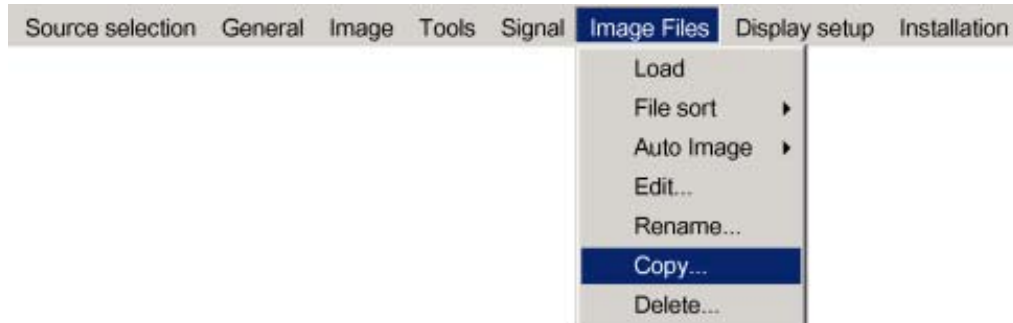 Source selection General Image Tools Signal Image Files Display setup Installation
Load
File sort
Auto Image
Edit...
Rename...
Copy...
Delete...